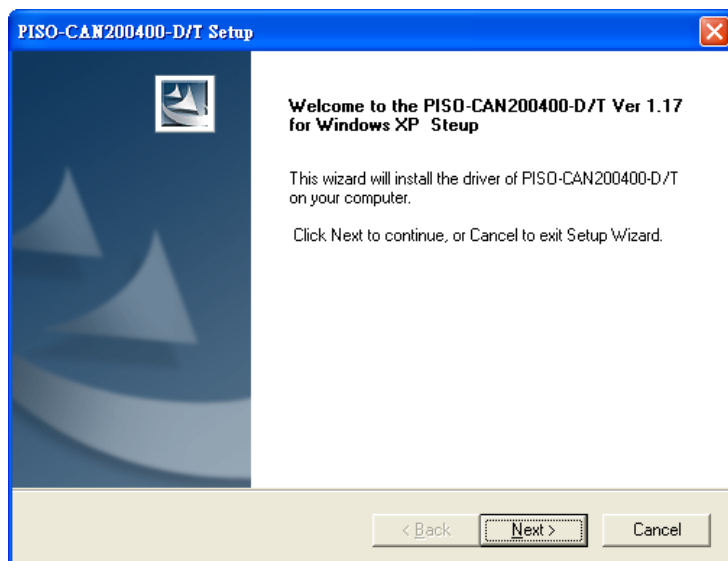 PISO-CAN200400-D/T Setup
Welcome to the PISO-CAN200400-D/T Ver 1.17
for Windows XP  Steup
This wizard will install the driver of PISO-CAN200400-D/T
on your computer.
Click Next to continue, or Cancel to exit Setup Wizard.
< Back Next > Cancel